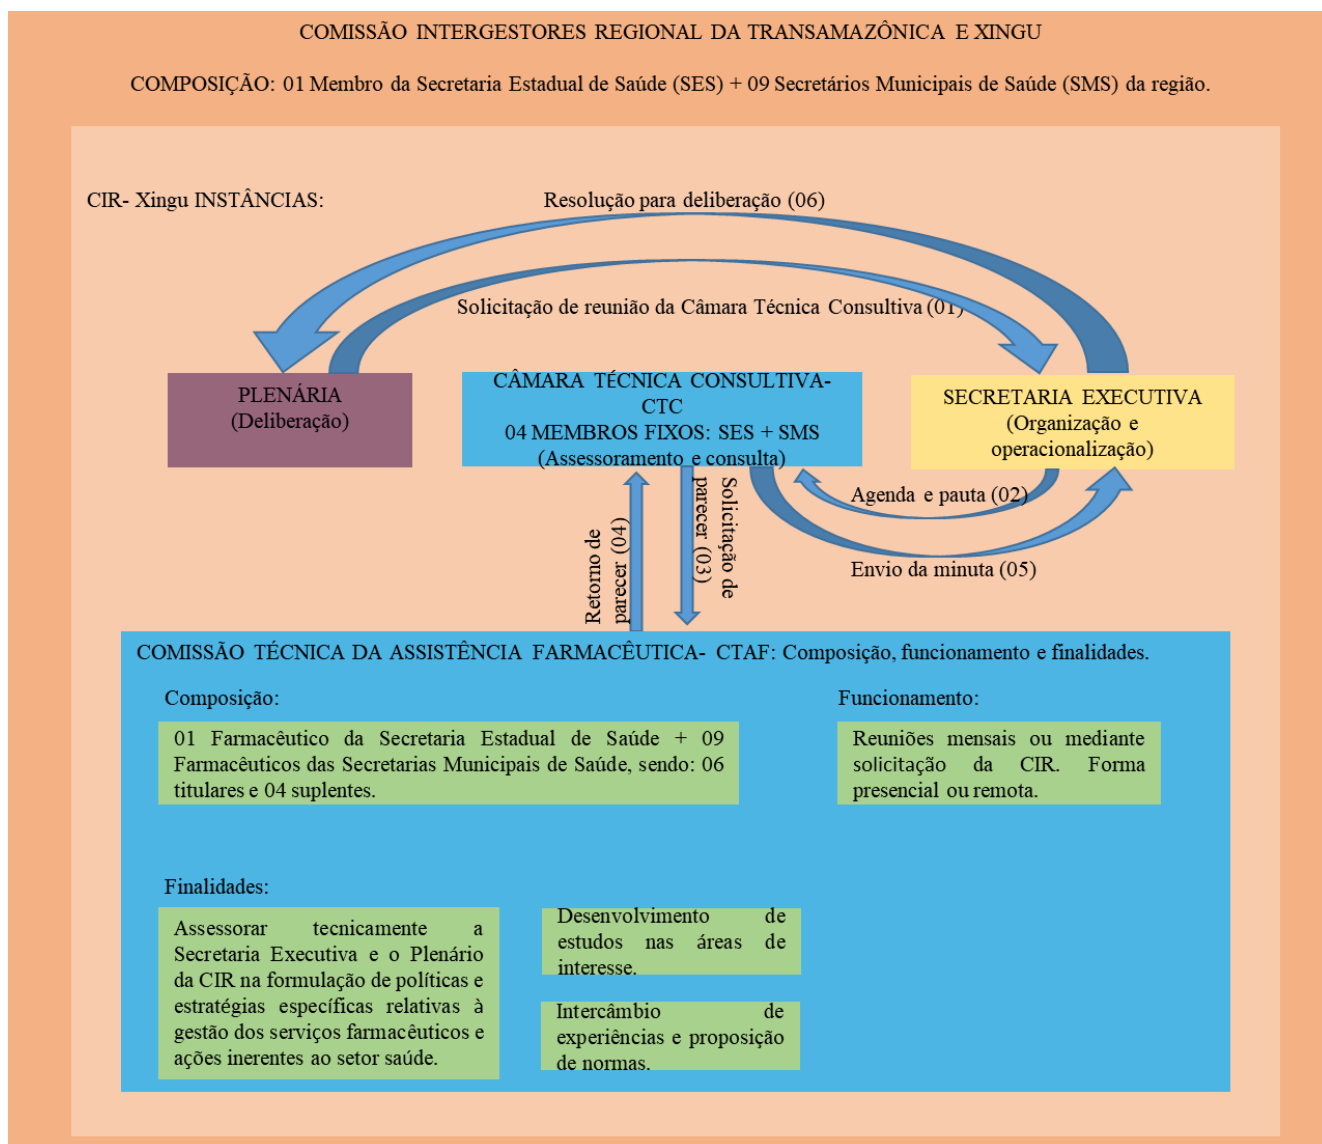 COMISSÃO INTERGESTORES REGIONAL DA TRANSAMAZÔNICA E XINGU
COMPOSIÇÃO: 01 Membro da Secretaria Estadual de Saúde (SES) + 09 Secretários Municipais de Saúde (SMS) da região.
CIR- Xingu INSTÂNCIAS:
Resolução para deliberação (06)
Solicitação de reunião da Câmara Técnica Consultiva (01)
PLENÁRIA
(Deliberação)
CÂMARA TÉCNICA CONSULTIVA-
CTC
04 MEMBROS FIXOS: SES + SMS
(Assessoramento e consulta)
SECRETARIA EXECUTIVA
(Organização e
operacionalização)
Agenda e pauta (02)
Envio da minuta (05)
Retorno de
parecer (04)
Solicitação de
parecer (03)
COMISSÃO TÉCNICA DA ASSISTÊNCIA FARMACÊUTICA- CTAF: Composição, funcionamento e finalidades.
Composição:
01 Farmacêutico da Secretaria Estadual de Saúde + 09
Farmacêuticos das Secretarias Municipais de Saúde, sendo: 06
titulares e 04 suplentes.
Funcionamento:
Reuniões mensais ou mediante
solicitação da CIR. Forma
presencial ou remota.
Finalidades:
Assessorar tecnicamente a
Secretaria Executiva e o Plenário
da CIR na formulação de políticas e
estratégias específicas relativas à
gestão dos serviços farmacêuticos e
ações inerentes ao setor saúde.
Desenvolvimento de
estudos nas áreas de
interesse.
Intercâmbio de
experiências e proposição
de normas.